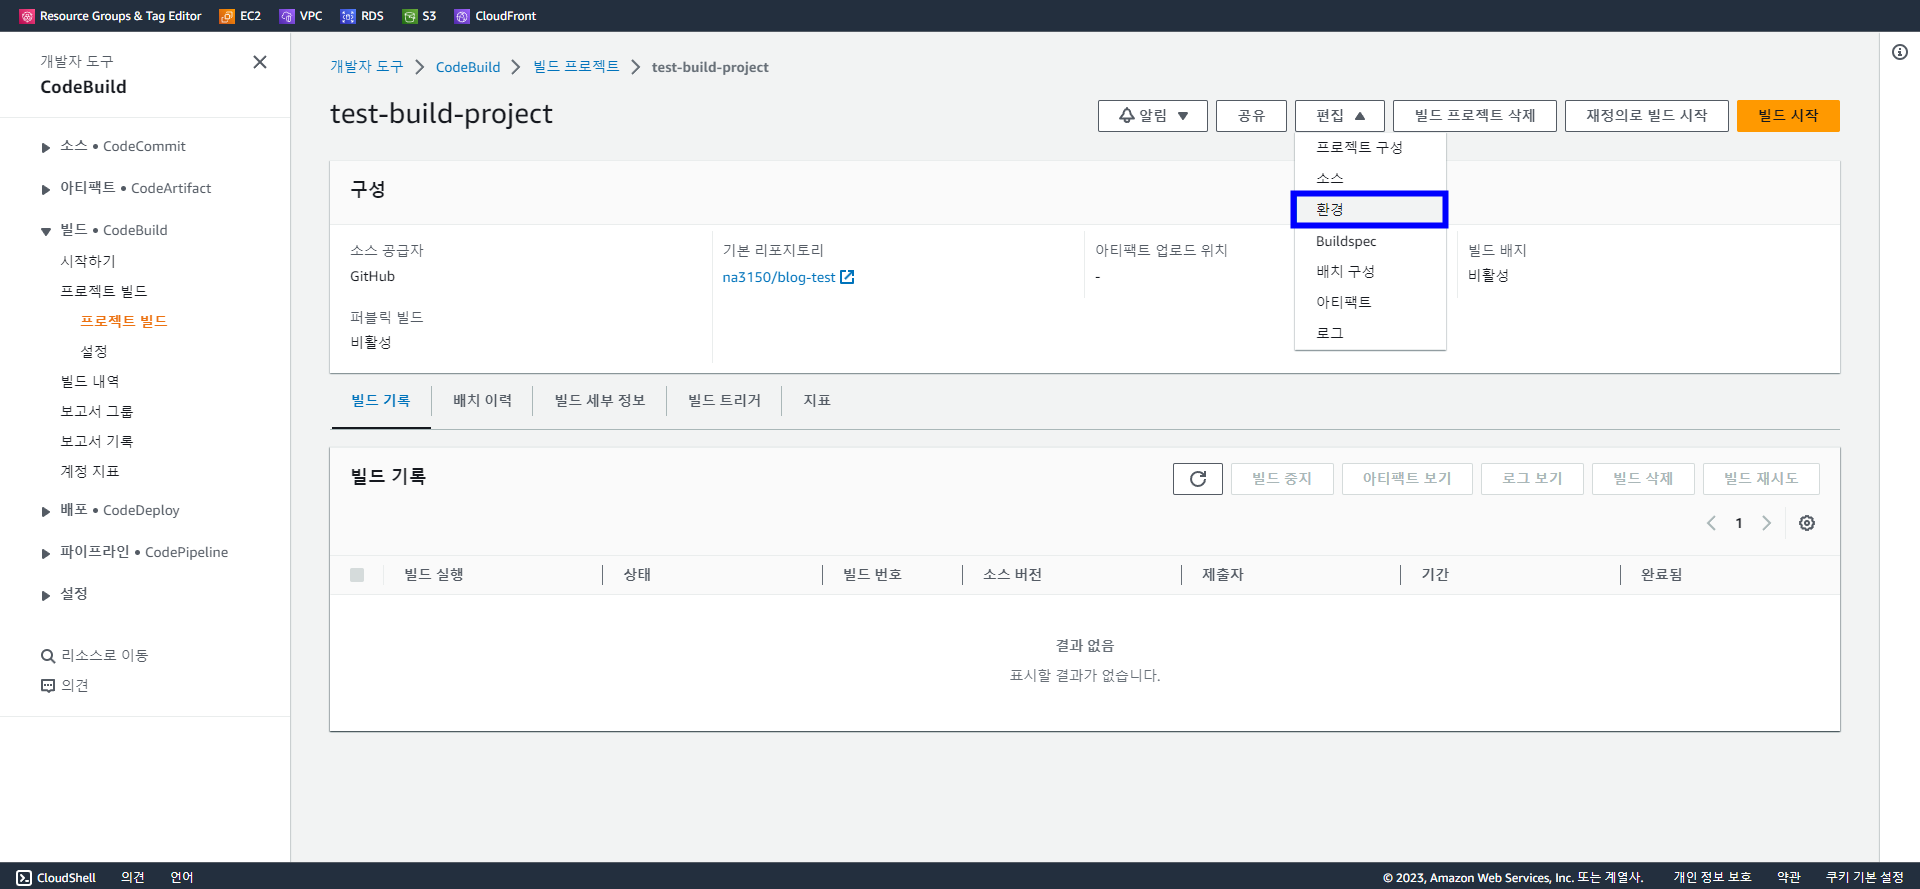 Resource Groups & Tag Editor EC2 VPC RDS S3 CloudFront
개발자 도구
CodeBuild
소스 • CodeCommit
아티팩트 • CodeArtifact
빌드 • CodeBuild
시작하기
프로젝트 빌드
프로젝트 빌드
설정
빌드 내역
보고서 그룹
보고서 기록
계정 지표
배포 • CodeDeploy
파이프라인 • CodePipeline
설정
리소스로 이동
의견
개발자 도구 CodeBuild 빌드 프로젝트 test-build-project
test-build-project
알림 공유 편집 빌드 프로젝트 삭제 재정의로 빌드 시작 빌드 시작
프로젝트 구성
소스
환경
Buildspec
배치 구성
아티팩트
로그
구성
소스 공급자
GitHub
기본 리포지토리
na3150/blog-test
아티팩트 업로드 위치
-
빌드 배지
비활성
퍼블릭 빌드
비활성
빌드 기록 배치 이력 빌드 세부 정보 빌드 트리거 지표
빌드 기록
빌드 중지 아티팩트 보기 로그 보기 빌드 삭제 빌드 재시도
1
빌드 실행 상태 빌드 번호 소스 버전 제출자 기간 완료됨
결과 없음
표시할 결과가 없습니다.
CloudShell 의견 언어 © 2023, Amazon Web Services, Inc. 또는 계열사. 개인 정보 보호 약관 쿠키 기본 설정